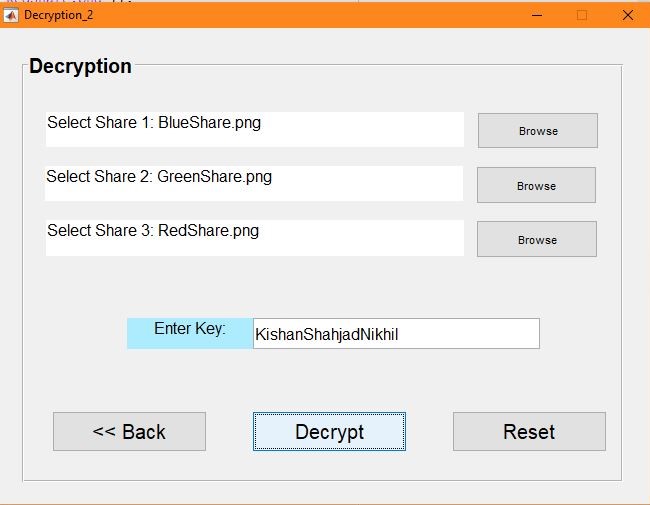 Decryption_2
Decryption
Select Share 1: BlueShare.png
Browse
Select Share 2: GreenShare.png
Browse
Select Share 3: RedShare.png
Browse
Enter Key:
KishanShahjadNikhil
<< Back
Decrypt
Reset